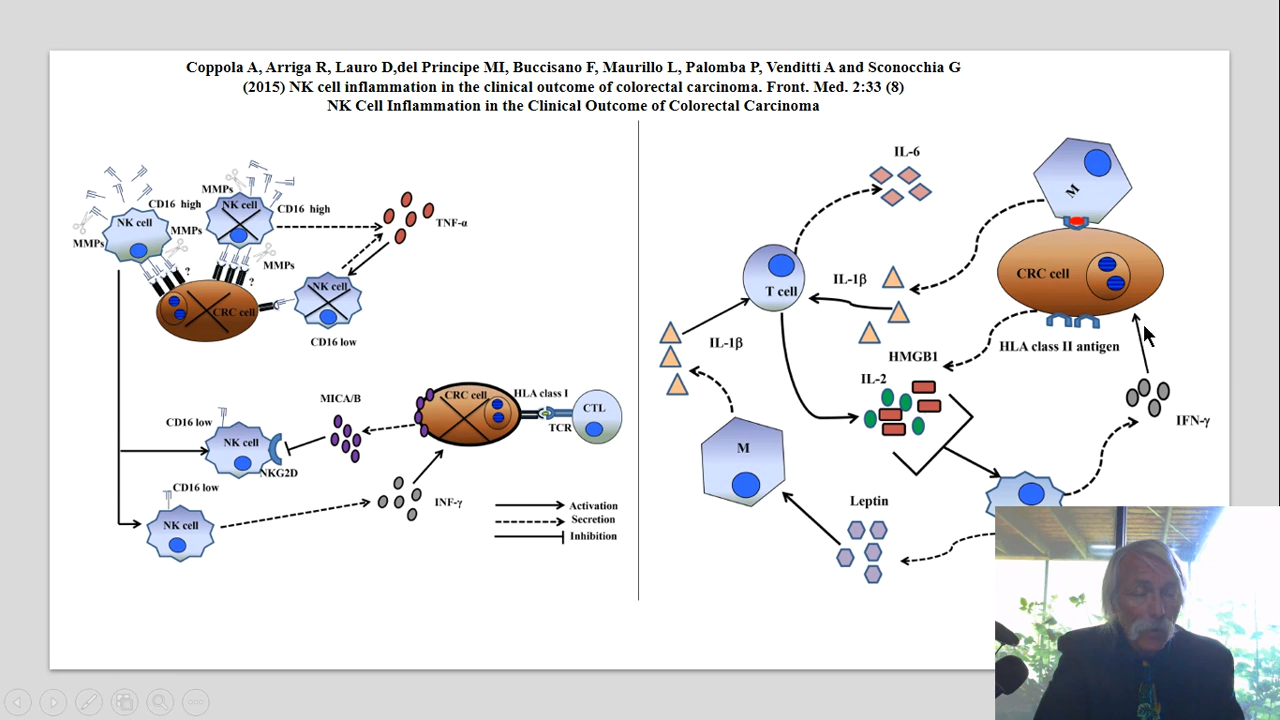 Coppola A, Arriga R, Lauro D,del Principe MI, Buccisano F, Maurillo L, Palomba P, Venditti A and Sconocchia G
(2015) NK cell inflammation in the clinical outcome of colorectal carcinoma. Front. Med. 2:33 (8)
NK Cell Inflammation in the Clinical Outcome of Colorectal Carcinoma
MMPs
CD16 high
NK cell
CD16 high
NK cell
MMPs
MMPs
TNF-α
MMPs
?
?
NK cell
CRC cell
CD16 low
MICA/B
CRC cell
HLA class I
CTL
TCR
CD16 low
NK cell
NKG2D
CD16 low
NK cell
INF-γ
Activation
Secretion
Inhibition
IL-6
M
CRC cell
T cell
IL-1β
IL-1β
HLA class II antigen
HMGB1
IL-2
IFN-γ
M
Leptin